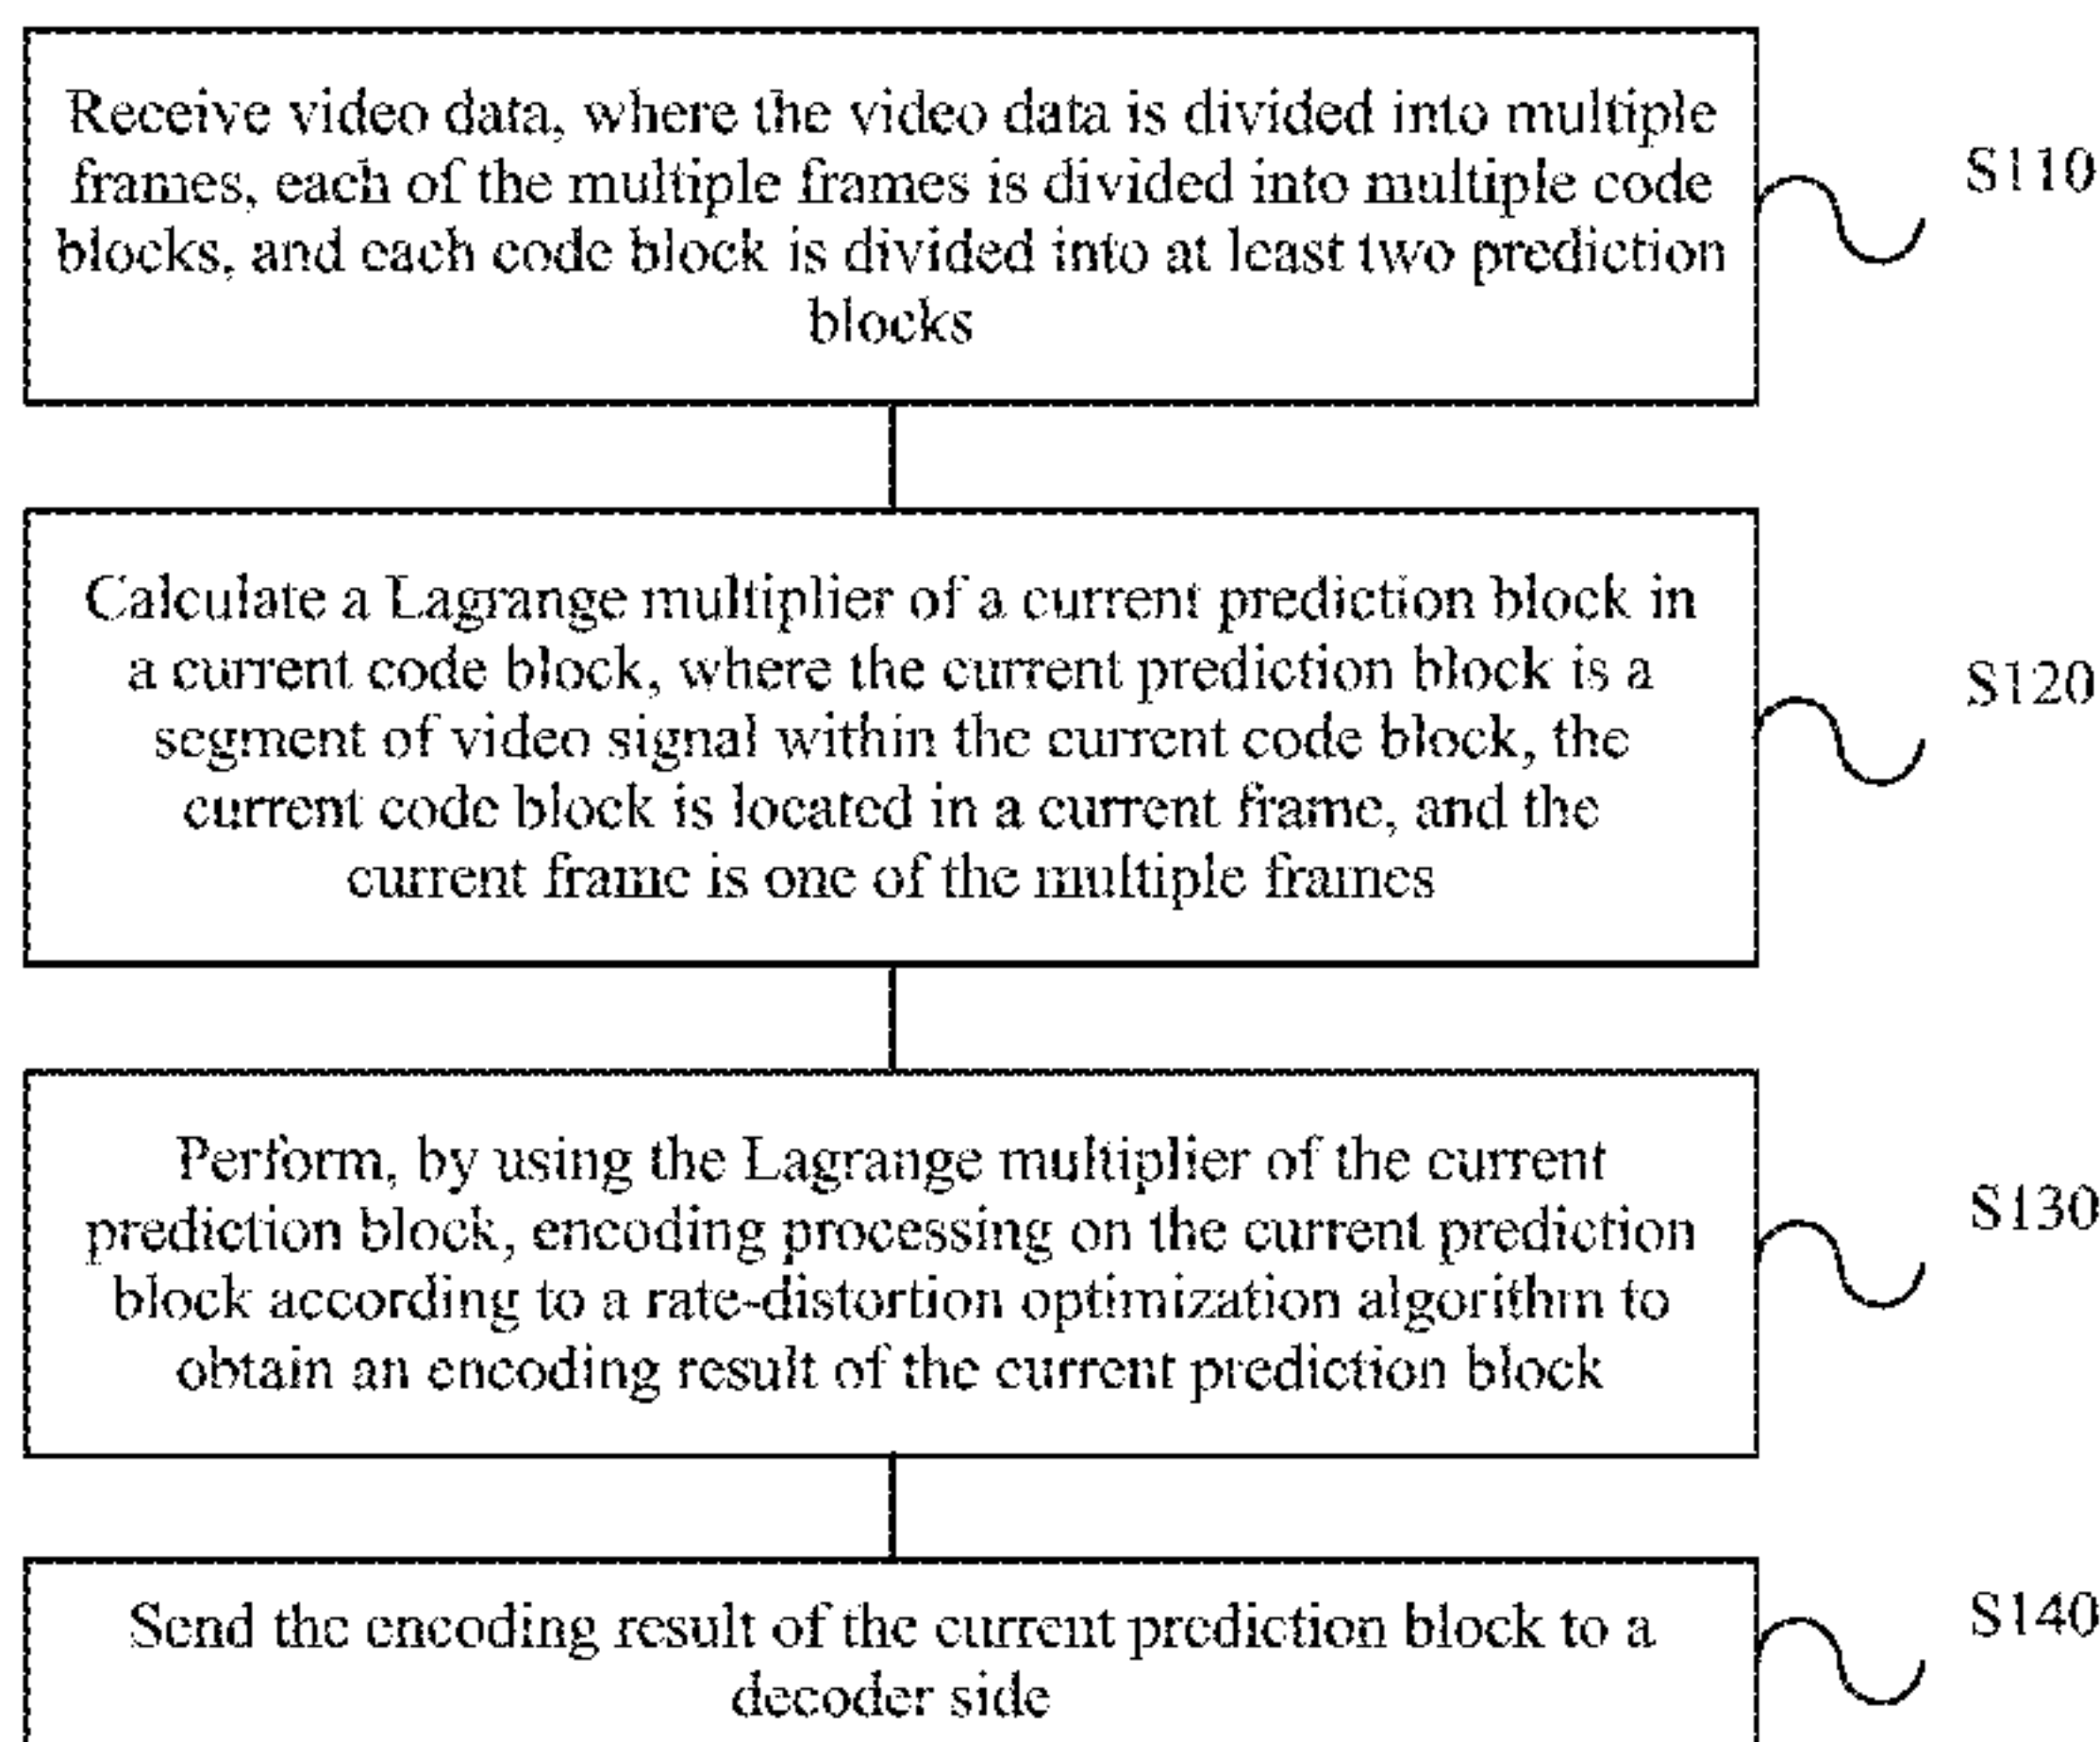 Receive video data, where the video data is divided into multiple
frames, each of the multiple frames is divided into multiple code
blocks, and each code block is divided into at least two prediction
blocks
S110
Calculate a Lagrange multiplier of a current prediction block in
a current code block, where the current prediction block is a
segment of video signal within the current code block, the
current code block is located in a current frame, and the
current frame is one of the multiple frames
S120
Perform, by using the Lagrange multiplier of the current
prediction block, encoding processing on the current prediction
block according to a rate-distortion optimization algorithm to
obtain an encoding result of the current prediction block
S130
Send the encoding result of the current prediction block to a
decoder side
S140